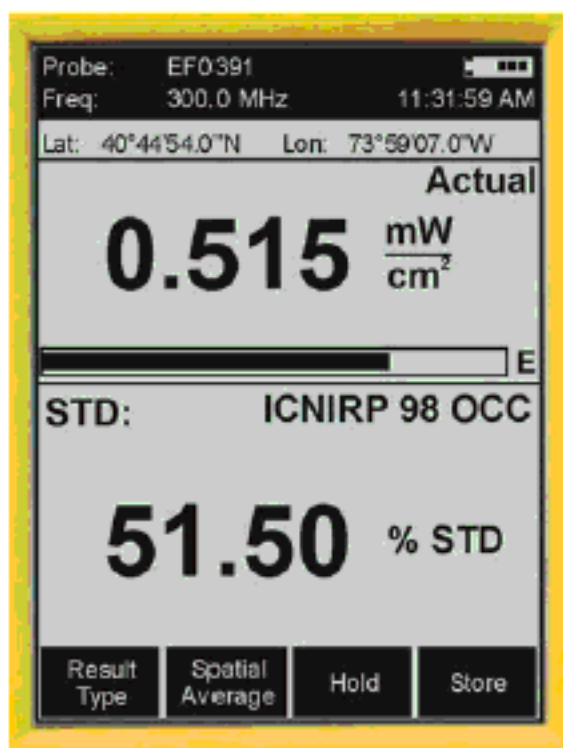 Probe: EF0391
Freq: 300.0 MHz 11:31:59 AM
Lat: 40°44'54.0"N Lon: 73°59'07.0"W
Actual
0.515 mW/cm²
E
STD: ICNIRP 98 OCC
51.50 % STD
Result Type Spatial Average Hold Store